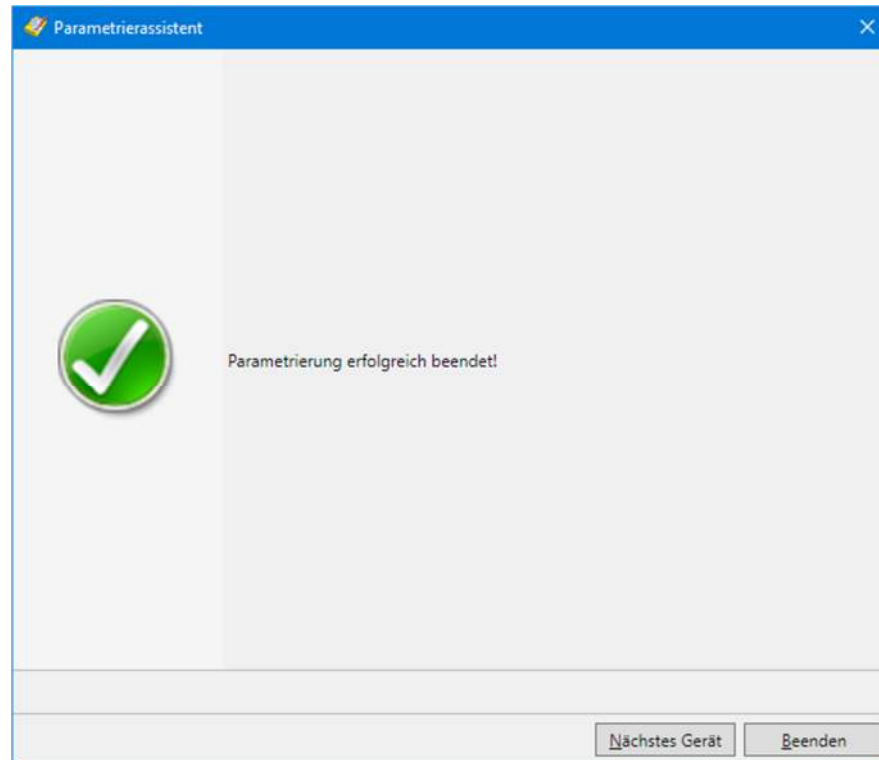 Parametrierassistent
Parametrierung erfolgreich beendet!
Nächstes Gerät
Beenden